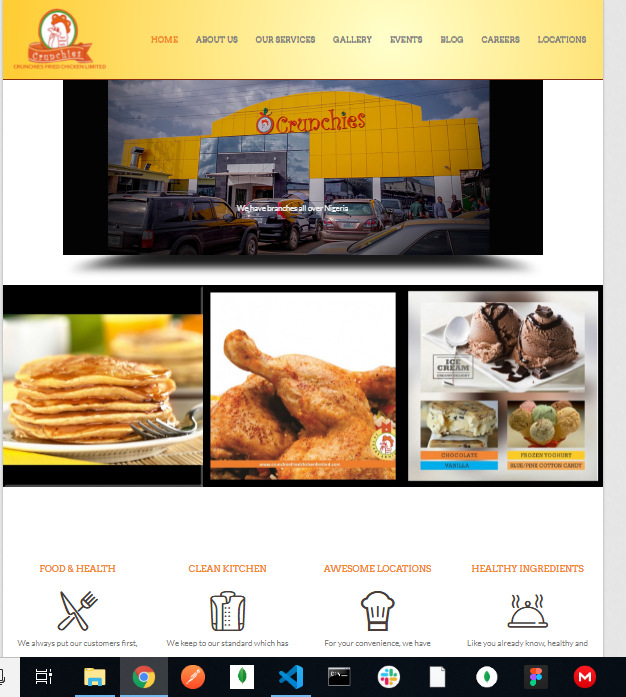 Crunchies
CRUNCHIES FRIED CHICKEN LIMITED
HOME ABOUT US OUR SERVICES GALLERY EVENTS BLOG CAREERS LOCATIONS
Crunchies
We have branches all over Nigeria
ICE
CREAM
www.crunchiesfriedchickenlimited.com
CHOCOLATE FROZEN YOGHURT
VANILLA BLUE/PINK COTTON CANDY
FOOD & HEALTH CLEAN KITCHEN AWESOME LOCATIONS HEALTHY INGREDIENTS
We always put our customers first, We keep to our standard which has For your convenience, we have Like you already know, healthy and